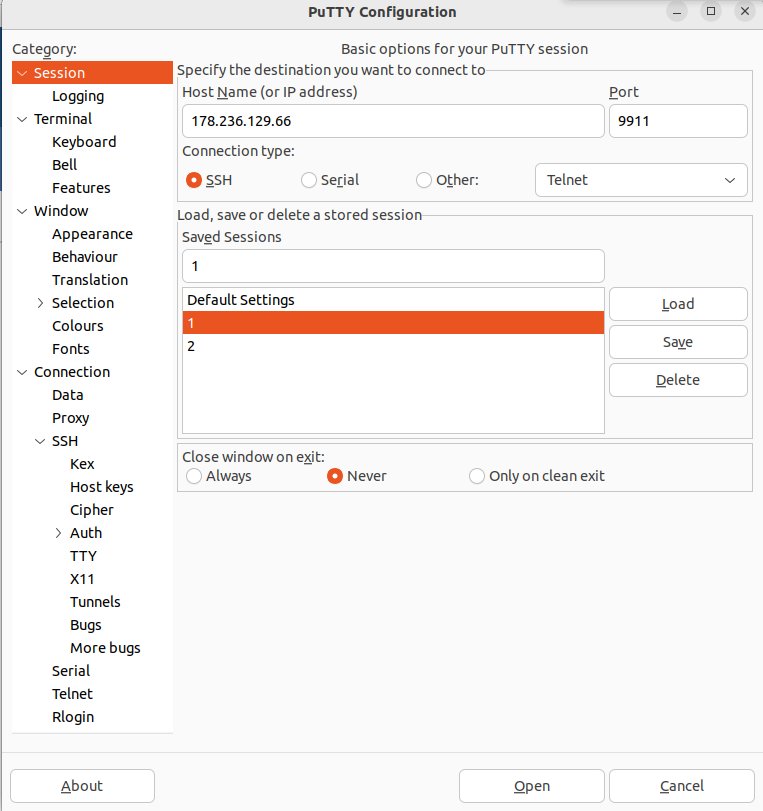 PuTTY Configuration
Category:
Session
Logging
Terminal
Keyboard
Bell
Features
Window
Appearance
Behaviour
Translation
Selection
Colours
Fonts
Connection
Data
Proxy
SSH
Kex
Host keys
Cipher
Auth
TTY
X11
Tunnels
Bugs
More bugs
Serial
Telnet
Rlogin
Basic options for your PuTTY session
Specify the destination you want to connect to
Host Name (or IP address) Port
178.236.129.66 9911
Connection type:
SSH Serial Other: Telnet
Load, save or delete a stored session
Saved Sessions
1
Default Settings
1
2
Load
Save
Delete
Close window on exit:
Always Never Only on clean exit
About Open Cancel